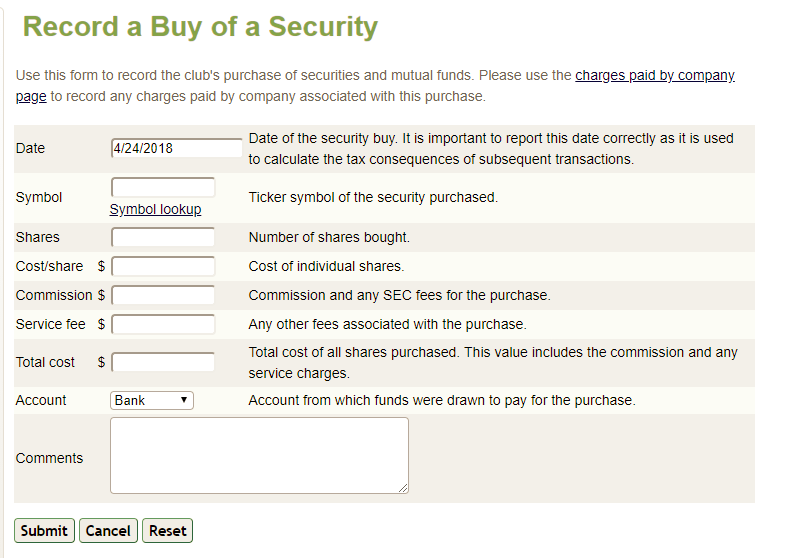 Record a Buy of a Security
Use this form to record the club's purchase of securities and mutual funds. Please use the charges paid by company
page to record any charges paid by company associated with this purchase.
Date 4/24/2018 Date of the security buy. It is important to report this date correctly as it is used
to calculate the tax consequences of subsequent transactions.
Symbol Ticker symbol of the security purchased.
Symbol lookup
Shares Number of shares bought.
Cost/share $ Cost of individual shares.
Commission $ Commission and any SEC fees for the purchase.
Service fee $ Any other fees associated with the purchase.
Total cost $ Total cost of all shares purchased. This value includes the commission and any
service charges.
Account Bank Account from which funds were drawn to pay for the purchase.
Comments
Submit Cancel Reset